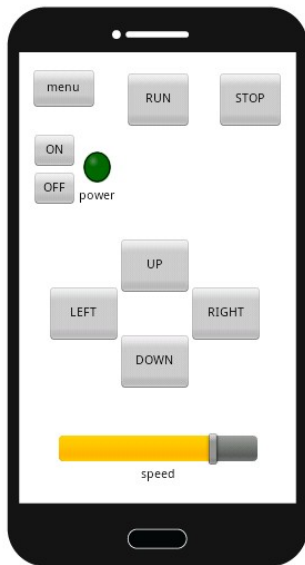 menu
RUN
STOP
ON
OFF
power
UP
LEFT
RIGHT
DOWN
speed